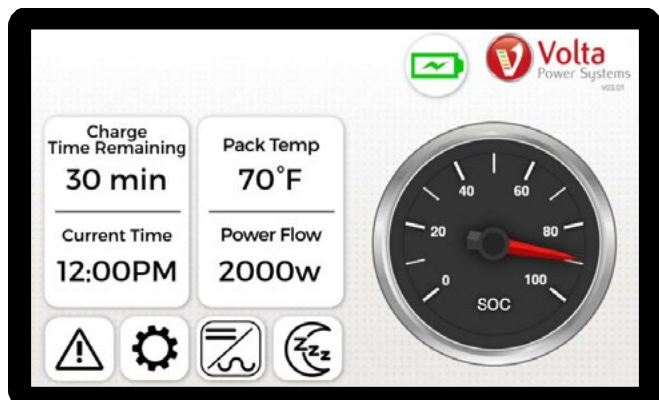 Volta
Power Systems
V03.01
Charge
Time Remaining
30 min
Current Time
12:00PM
Pack Temp
70°F
Power Flow
2000w
0
20
40
60
80
100
SOC
zzz